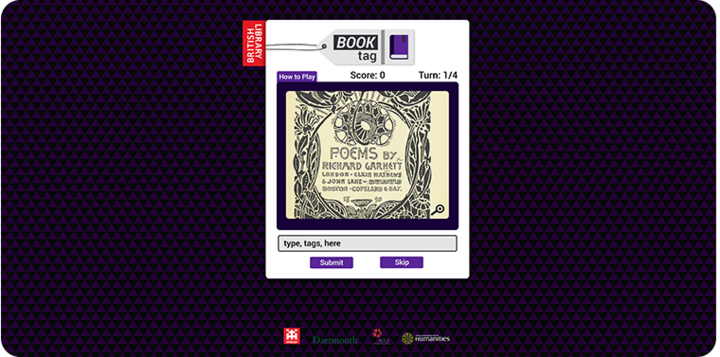 BRITISH
LIBRARY
BOOK
tag
How to Play
Score: 0
Turn: 1/4
POEMS BY
RICHARD GARNETT
LONDON · ELKIN MATHEWS
& JOHN LANE
BOSTON · COPELAND & DAY.
type, tags, here
Submit
Skip
Dartmouth
Humanities